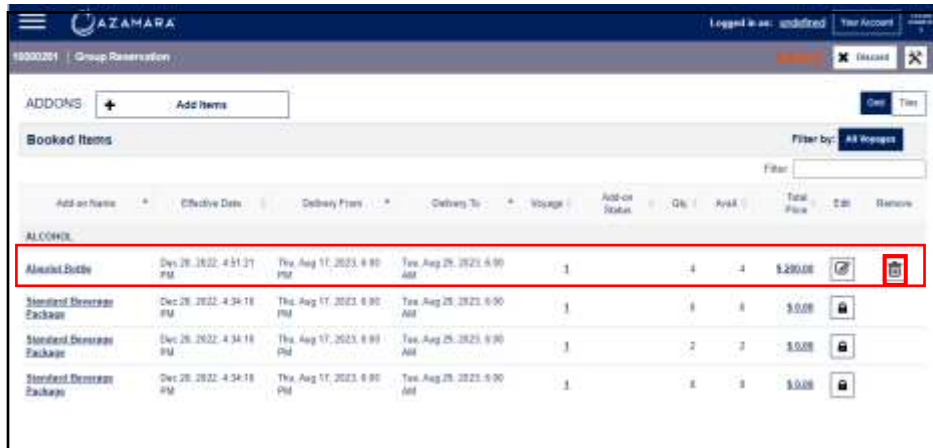 AZAMARA
Logged in as: undefined Your Account
10000201 | Group Reservation
Discard
ADDONS + Add Items
Grid Tiles
Booked Items
Filter by: All Voyages
Filter
Add-on Name Effective Date Delivery From Delivery To Voyage Add-on Status Qty Avail. Total Price Edit Remove
ALCOHOL
Absolut Bottle Dec 28, 2022, 4:51:21 PM Thu, Aug 17, 2023, 6:00 PM Tue, Aug 29, 2023, 6:00 AM 1 4 4 $ 200.00
Standard Beverage Package Dec 28, 2022, 4:34:18 PM Thu, Aug 17, 2023, 6:00 PM Tue, Aug 29, 2023, 6:00 AM 1 $ 0.00
Standard Beverage Package Dec 28, 2022, 4:34:18 PM Thu, Aug 17, 2023, 6:00 PM Tue, Aug 29, 2023, 6:00 AM 1 2 2 $ 0.00
Standard Beverage Package Dec 28, 2022, 4:34:18 PM Thu, Aug 17, 2023, 6:00 PM Tue, Aug 29, 2023, 6:00 AM 1 $ 0.00